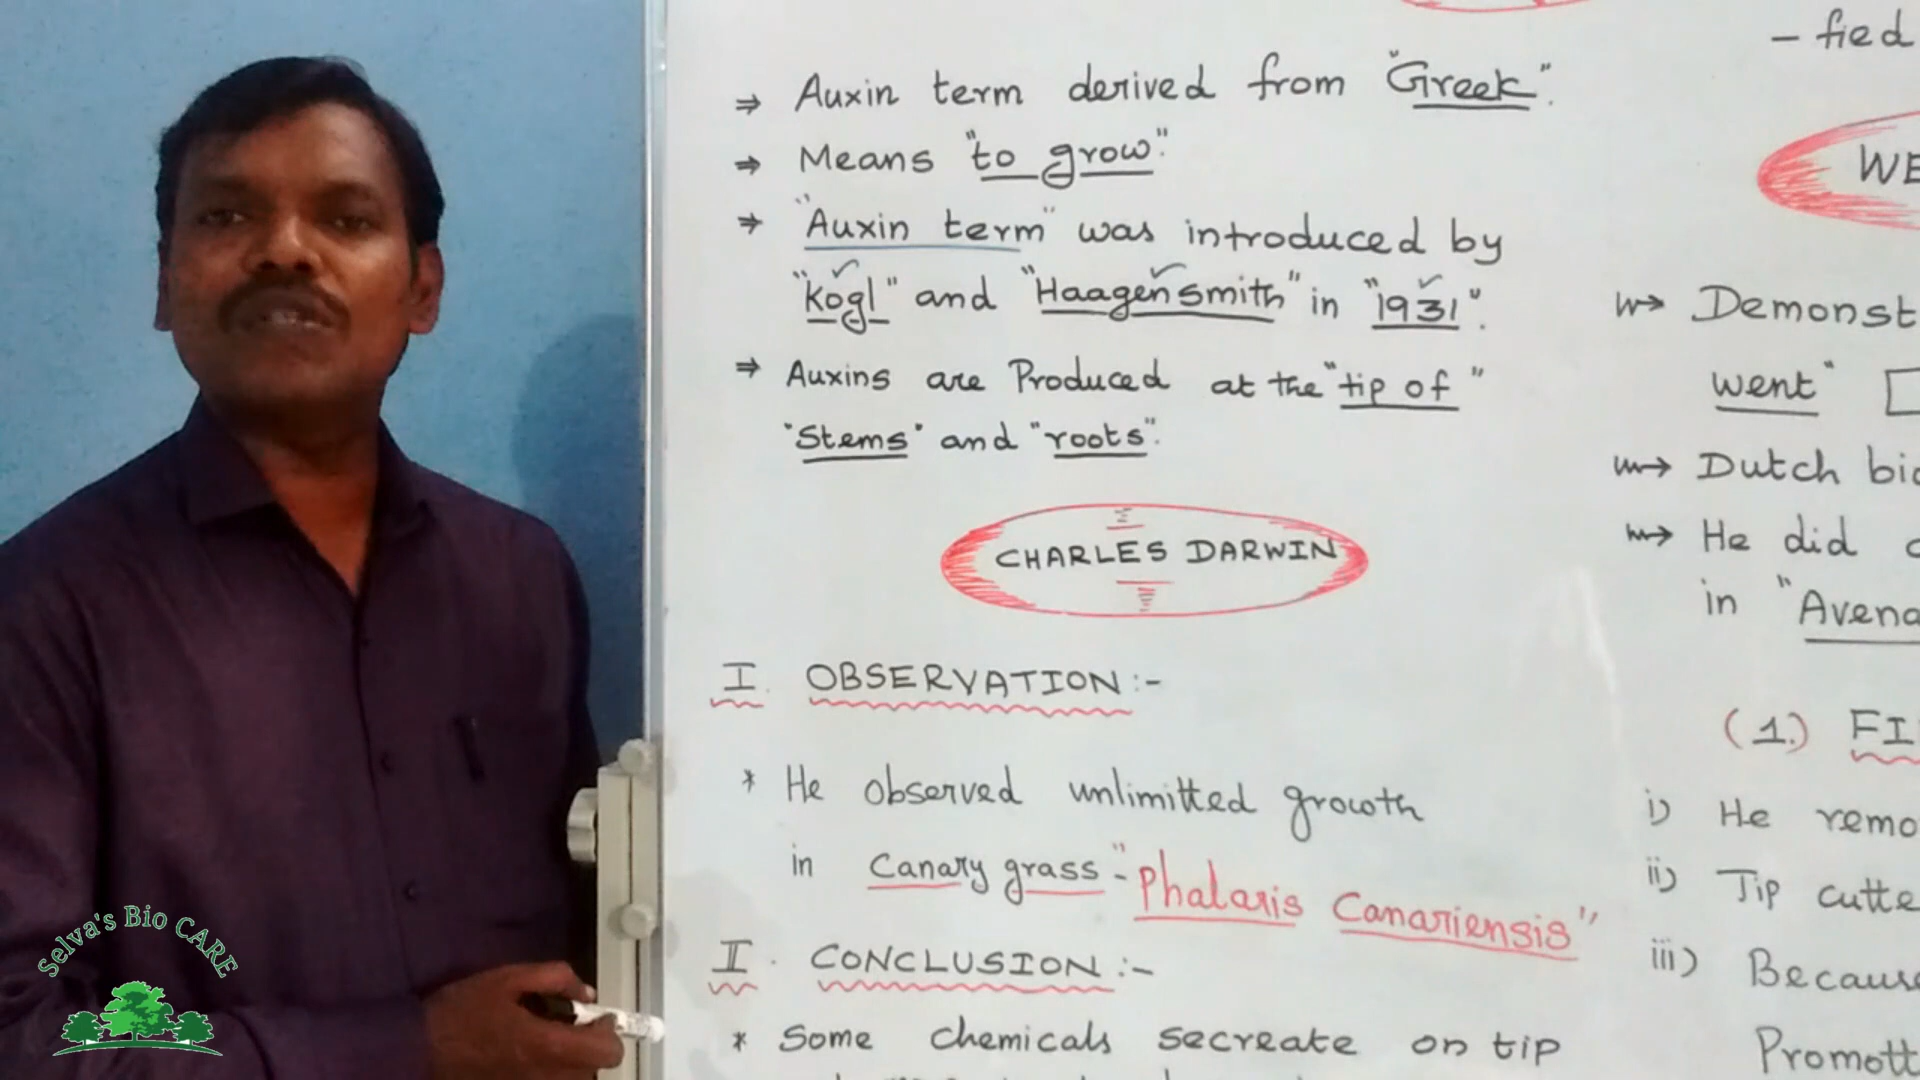 ⇒ Auxin term derived from "Greek".
⇒ Means "to grow".
⇒ "Auxin term" was introduced by
"Kogl" and "Haagensmith" in "1931".
⇒ Auxins are Produced at the "tip of"
"Stems" and "roots".
CHARLES DARWIN
I. OBSERVATION:-
* He observed unlimitted growth
in Canary grass - "Phalaris Canariensis"
II. CONCLUSION:-
* Some chemicals secreate on tip
- fied
WE
Demonst
went"
Dutch bio
He did
in "Avena
(1.) FI
i) He remo
ii) Tip cutte
iii) Because
Promott
Selva's Bio CARE